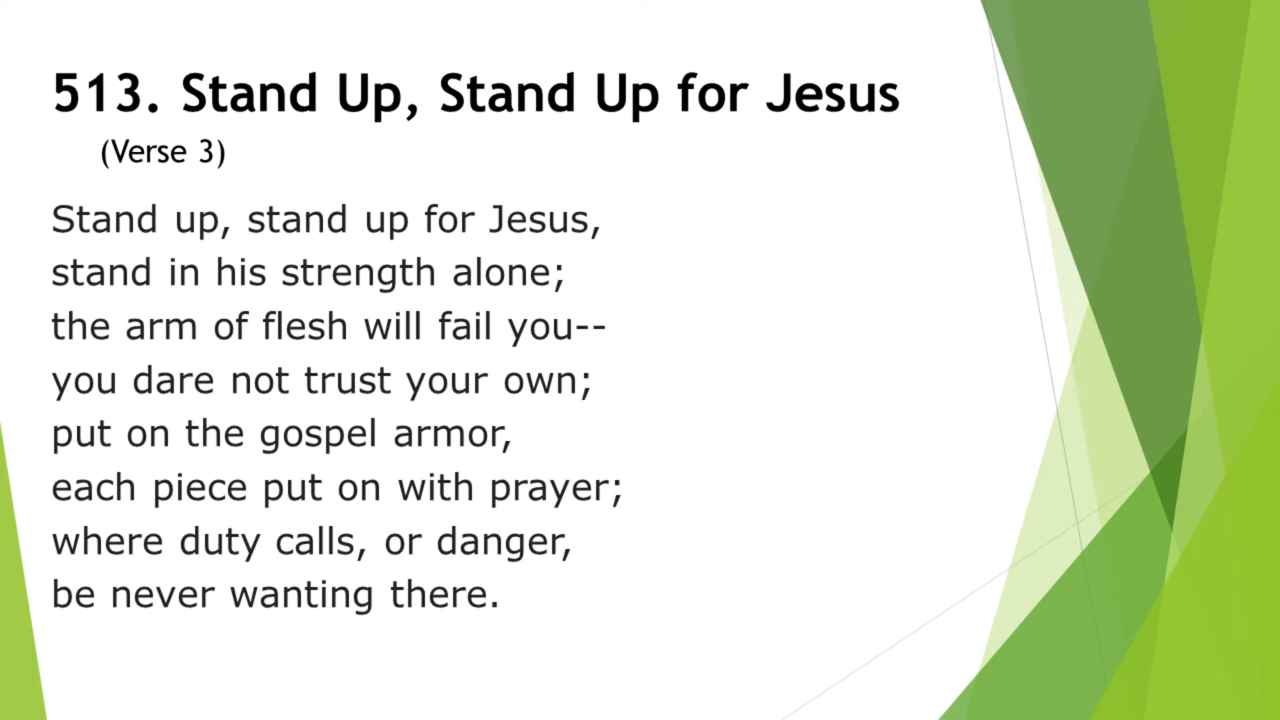 513. Stand Up, Stand Up for Jesus
(Verse 3)
Stand up, stand up for Jesus,
stand in his strength alone;
the arm of flesh will fail you--
you dare not trust your own;
put on the gospel armor,
each piece put on with prayer;
where duty calls, or danger,
be never wanting there.